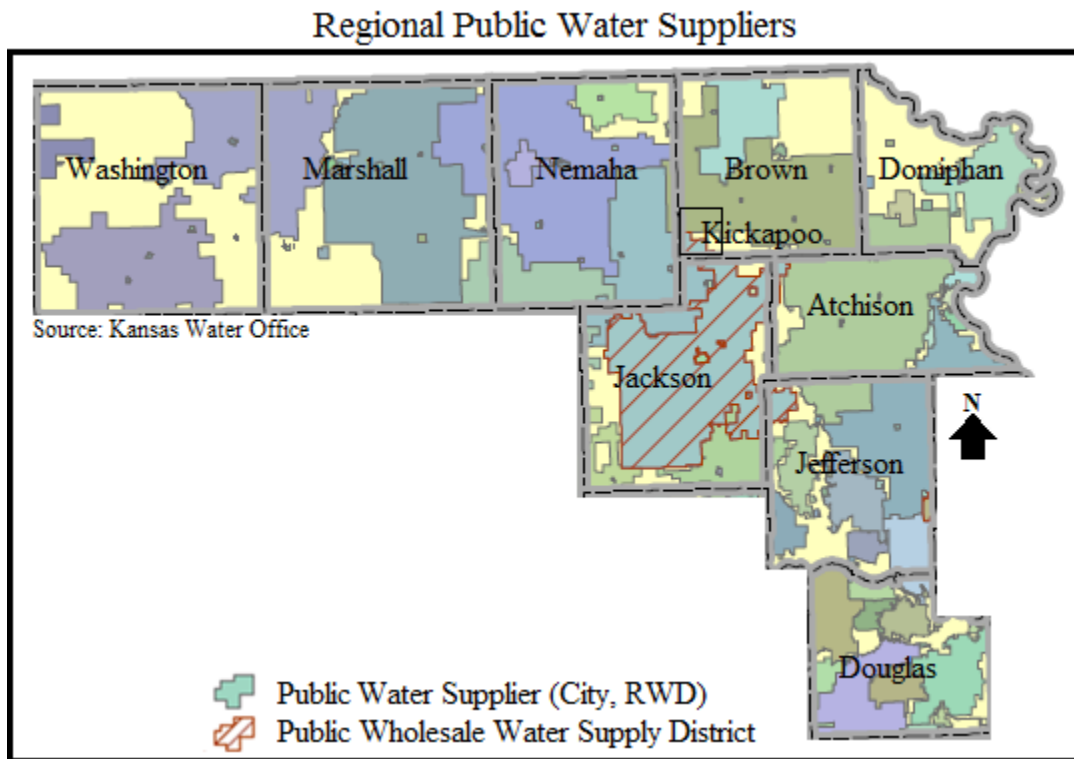 Regional Public Water Suppliers
Washington
Marshall
Nemaha
Brown
Domiphan
Kickapoo
Atchison
Source: Kansas Water Office
Jackson
N
Jefferson
Douglas
Public Water Supplier (City, RWD)
Public Wholesale Water Supply District